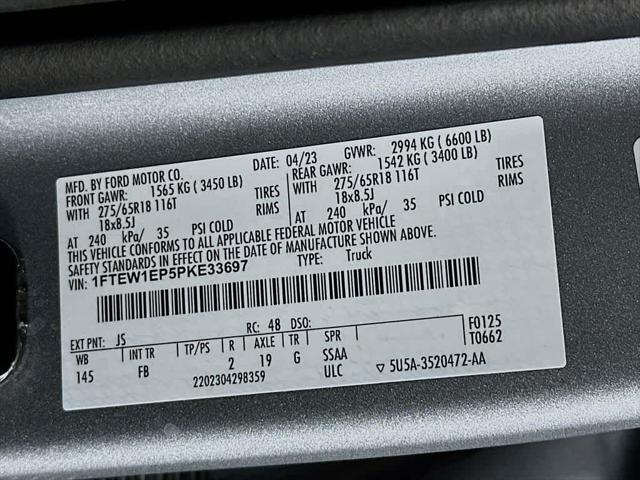 MFD. BY FORD MOTOR CO. DATE: 04/23 GVWR: 2994 KG (6600 LB)
FRONT GAWR: 1565 KG (3450 LB) REAR GAWR: 1542 KG (3400 LB)
WITH 275/65R18 116T TIRES WITH 275/65R18 116T TIRES
18x8.5J RIMS 18x8.5J RIMS
AT 240 kPa/ 35 PSI COLD AT 240 kPa/ 35 PSI COLD
THIS VEHICLE CONFORMS TO ALL APPLICABLE FEDERAL MOTOR VEHICLE
SAFETY STANDARDS IN EFFECT ON THE DATE OF MANUFACTURE SHOWN ABOVE.
VIN: 1FTEW1EP5PKE33697 TYPE: Truck
EXT PNT: JS RC: 48 DSO: F0125
WB INT TR TP/PS R AXLE TR SPR T0662
145 FB 2 19 G SSAA
2202304298359 ULC ▽ 5U5A-3520472-AA